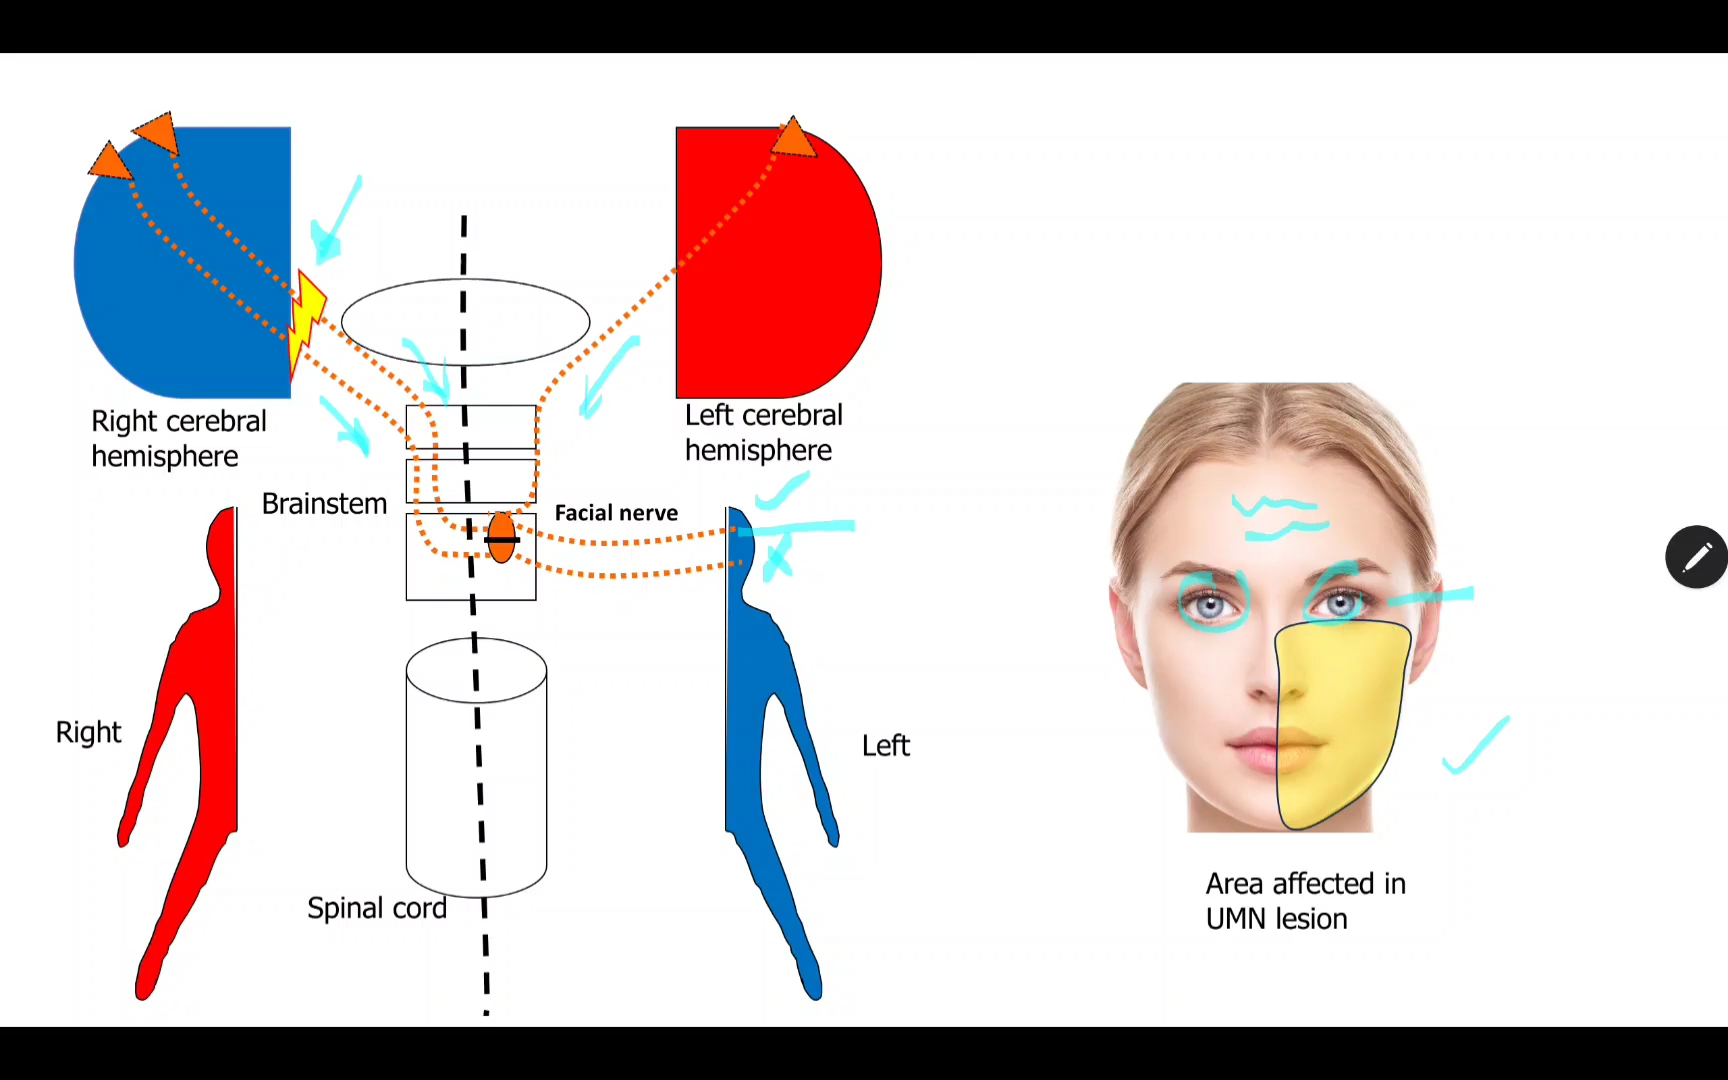 Right cerebral
hemisphere
Left cerebral
hemisphere
Brainstem
Facial nerve
Right
Left
Spinal cord
Area affected in
UMN lesion